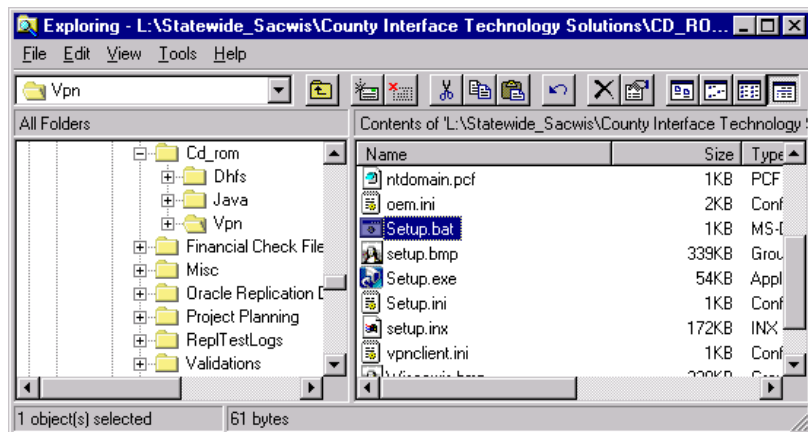 Exploring - L:\Statewide_Sacwis\County Interface Technology Solutions\CD_RO...
File Edit View Tools Help
Vpn
All Folders
Contents of 'L:\Statewide_Sacwis\County Interface Technology
Cd_rom
Dhfs
Java
Vpn
Financial Check File
Misc
Oracle Replication
Project Planning
ReplTestLogs
Validations
Name Size Type
ntdomain.pcf 1KB PCF
oem.ini 2KB Conf
Setup.bat 1KB MS-
setup.bmp 339KB Grou
Setup.exe 54KB Appl
Setup.ini 1KB Conf
setup.inx 172KB INX
vpnclient.ini 1KB Conf
1 object(s) selected 61 bytes